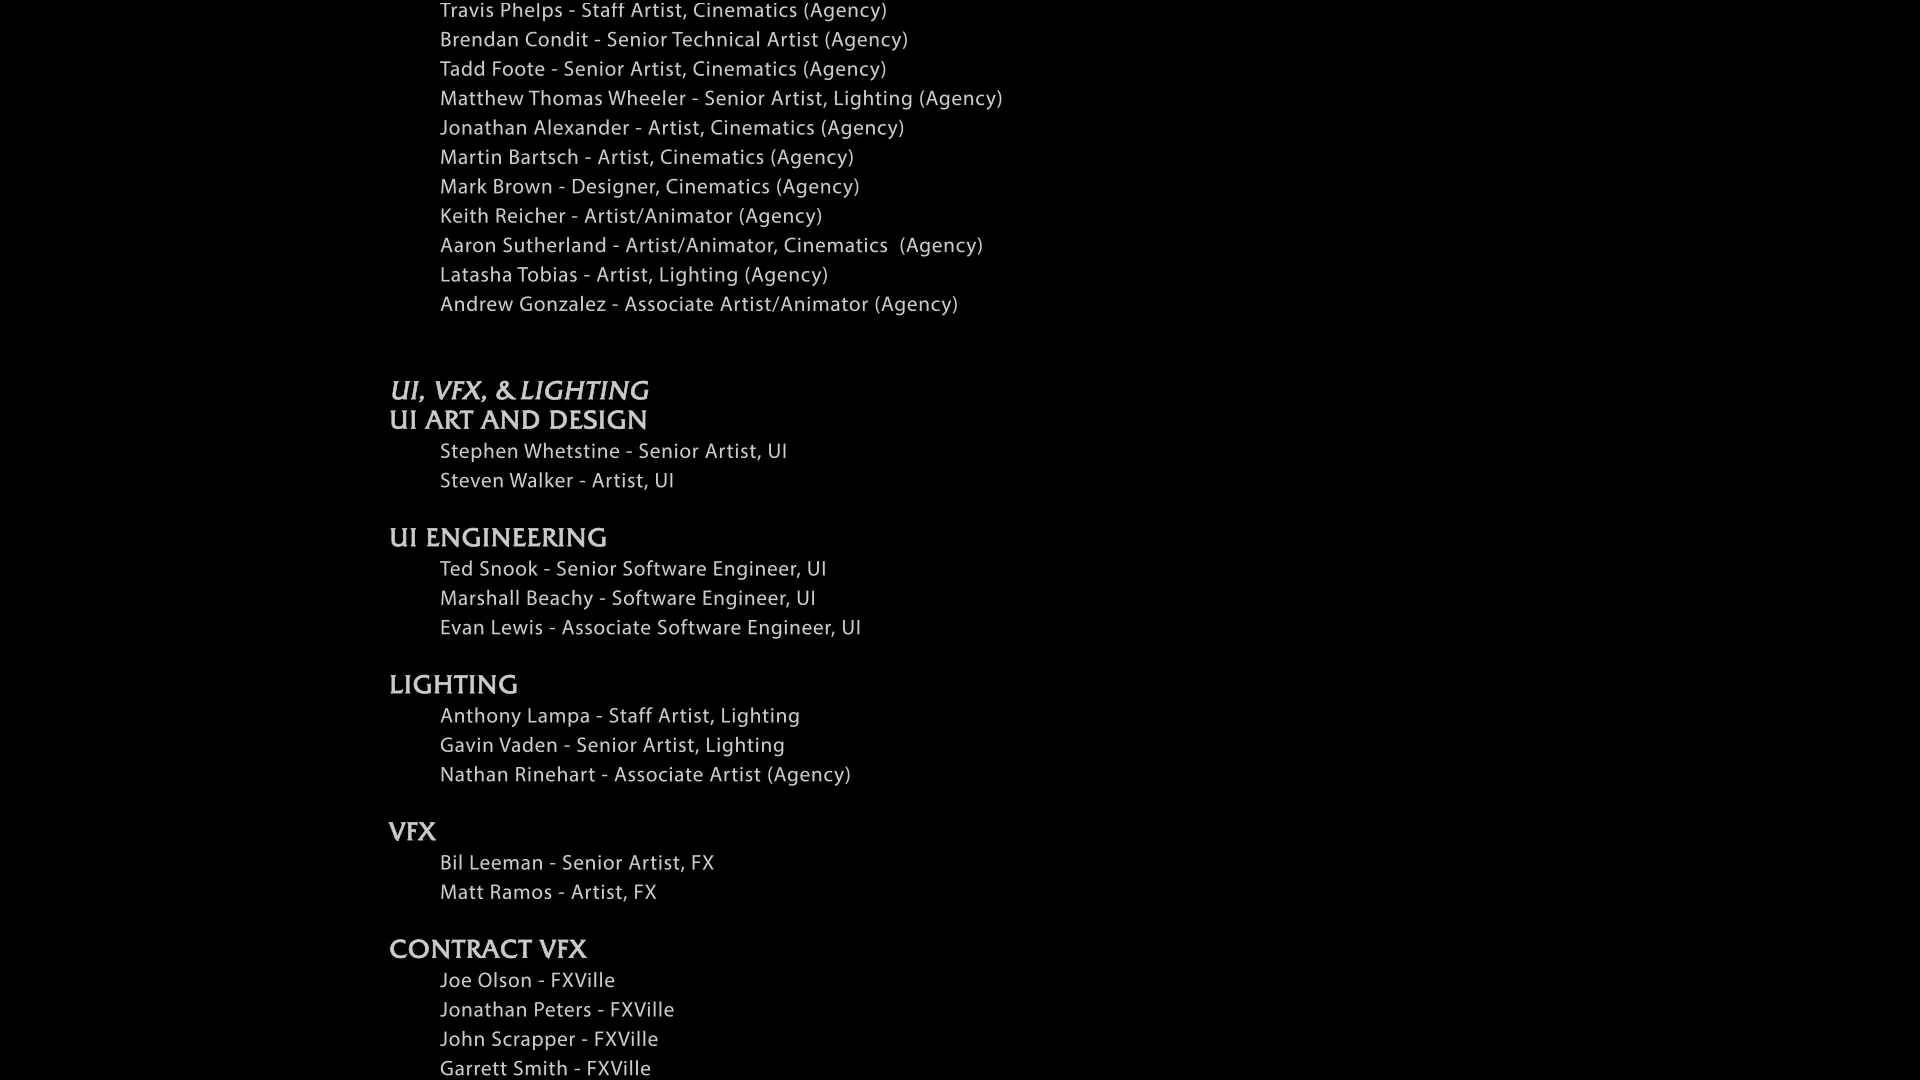 Travis Phelps - Staff Artist, Cinematics (Agency)
Brendan Condit - Senior Technical Artist (Agency)
Tadd Foote - Senior Artist, Cinematics (Agency)
Matthew Thomas Wheeler - Senior Artist, Lighting (Agency)
Jonathan Alexander - Artist, Cinematics (Agency)
Martin Bartsch - Artist, Cinematics (Agency)
Mark Brown - Designer, Cinematics (Agency)
Keith Reicher - Artist/Animator (Agency)
Aaron Sutherland - Artist/Animator, Cinematics  (Agency)
Latasha Tobias - Artist, Lighting (Agency)
Andrew Gonzalez - Associate Artist/Animator (Agency)
UI, VFX, & LIGHTING
UI ART AND DESIGN
Stephen Whetstine - Senior Artist, UI
Steven Walker - Artist, UI
UI ENGINEERING
Ted Snook - Senior Software Engineer, UI
Marshall Beachy - Software Engineer, UI
Evan Lewis - Associate Software Engineer, UI
LIGHTING
Anthony Lampa - Staff Artist, Lighting
Gavin Vaden - Senior Artist, Lighting
Nathan Rinehart - Associate Artist (Agency)
VFX
Bil Leeman - Senior Artist, FX
Matt Ramos - Artist, FX
CONTRACT VFX
Joe Olson - FXVille
Jonathan Peters - FXVille
John Scrapper - FXVille
Garrett Smith - FXVille